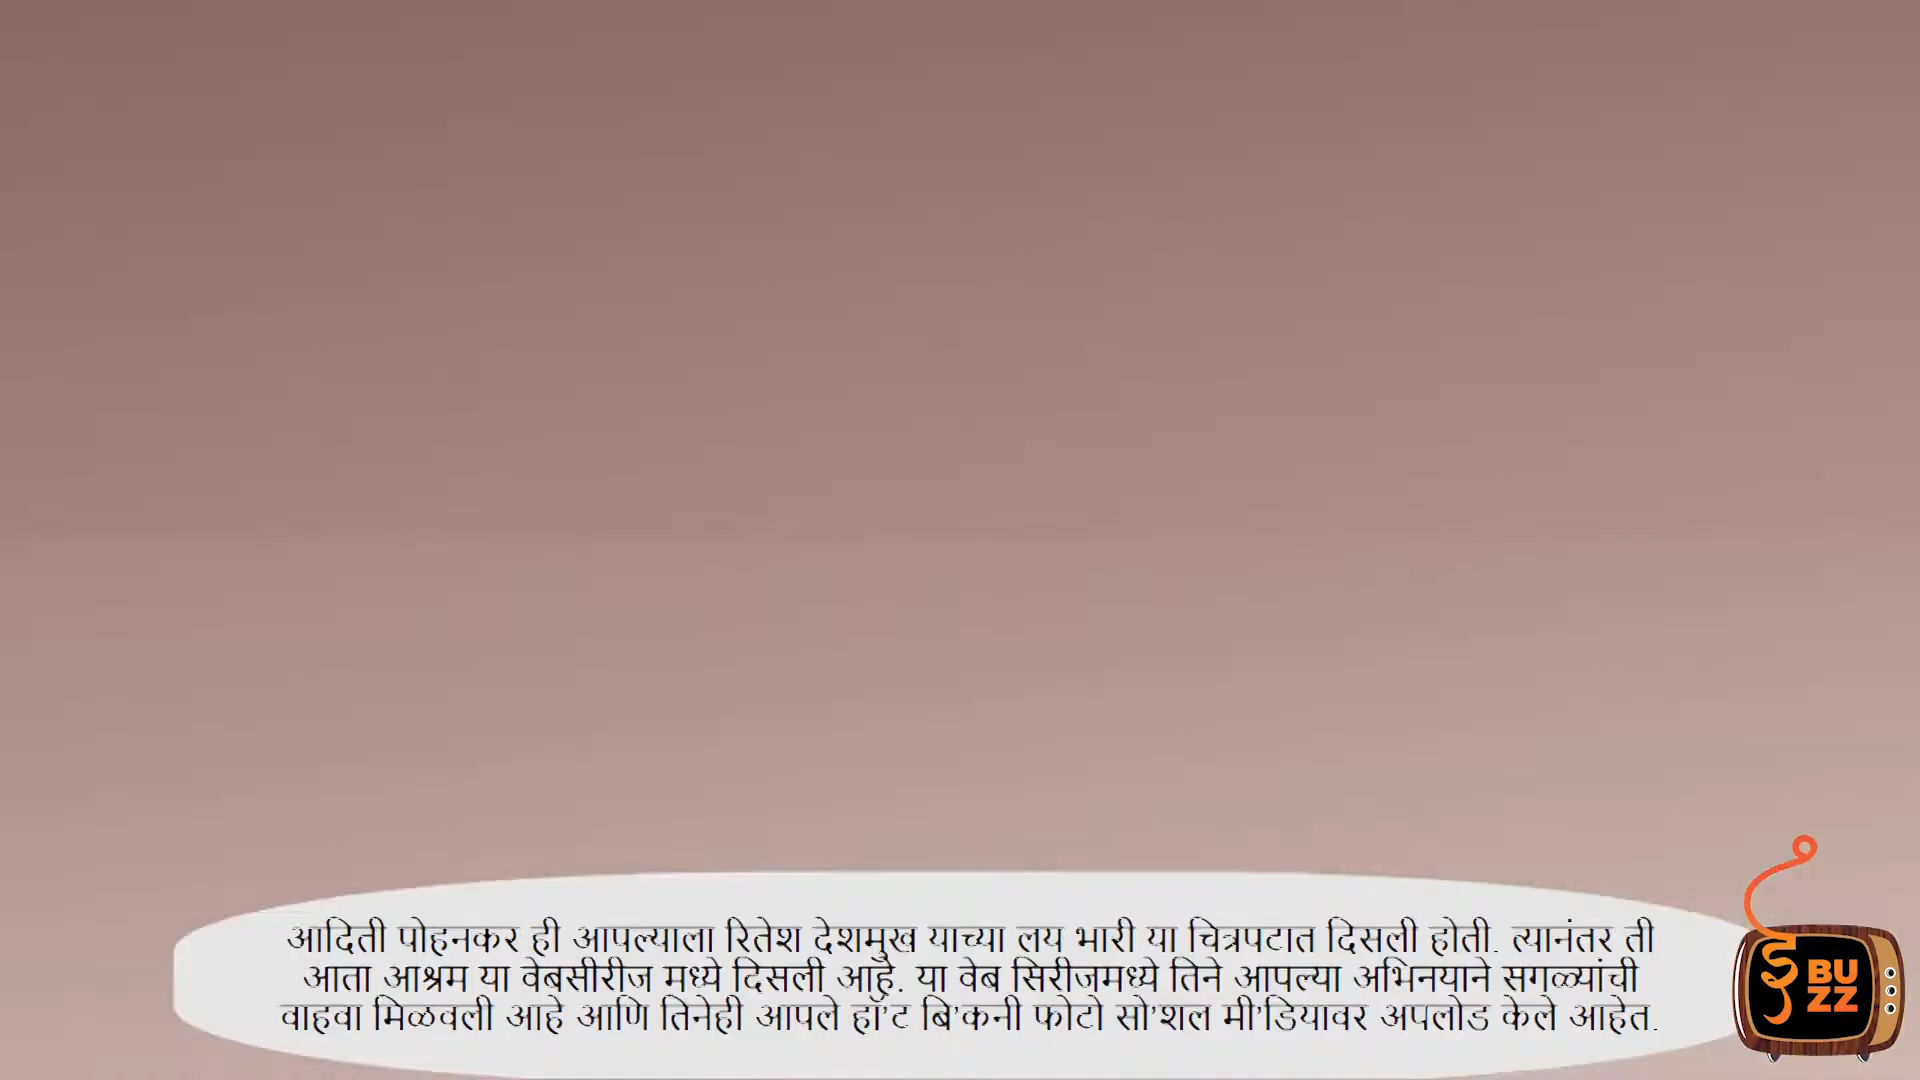 आदिती पोहनकर ही आपल्याला रितेश देशमुख याच्या लय भारी या चित्रपटात दिसली होती. त्यानंतर ती
आता आश्रम या वेबसीरीज मध्ये दिसली आहे. या वेब सिरीजमध्ये तिने आपल्या अभिनयाने सगळ्यांची
वाहवा मिळवली आहे आणि तिनेही आपले हॉ'ट बि'कनी फोटो सो'शल मी'डियावर अपलोड केले आहेत.
ई BU
ZZ